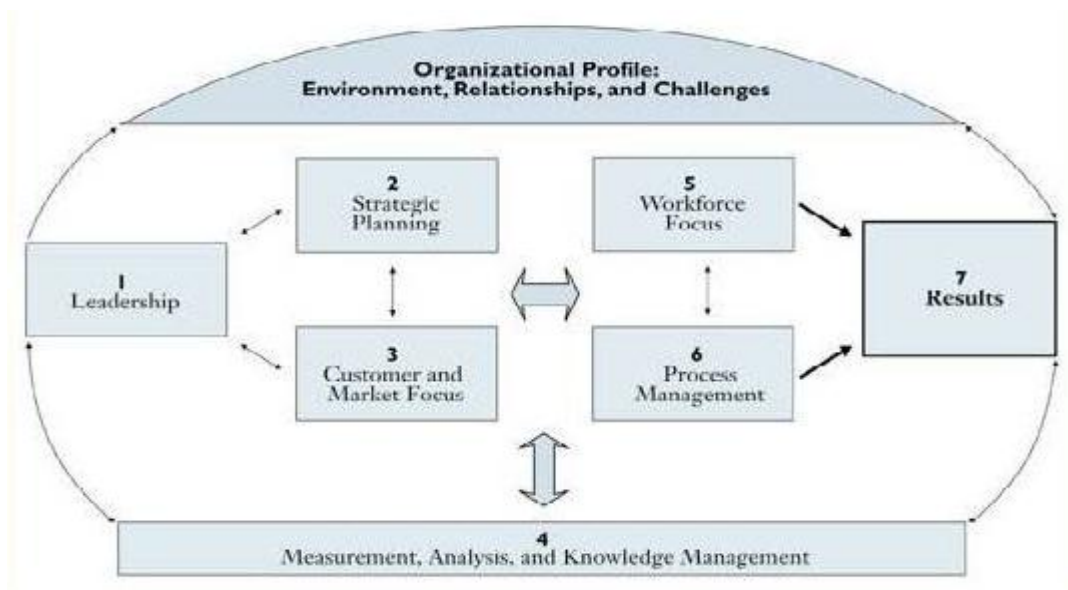 Organizational Profile:
Environment, Relationships, and Challenges
1
Leadership
2
Strategic
Planning
3
Customer and
Market Focus
5
Workforce
Focus
6
Process
Management
7
Results
4
Measurement, Analysis, and Knowledge Management